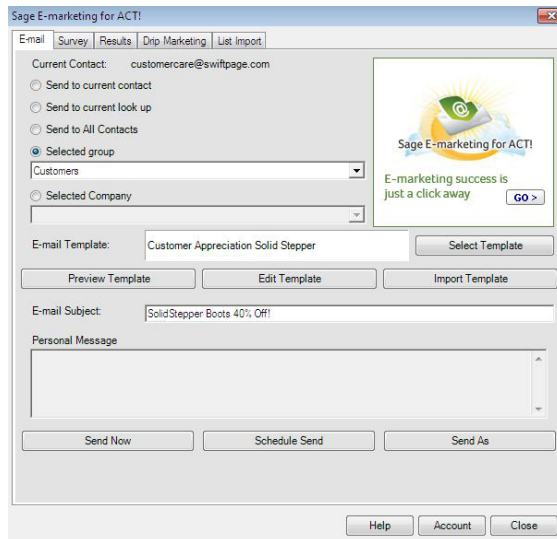 Sage E-marketing for ACT!
E-mail Survey Results Drip Marketing List Import
Current Contact: customercare@swiftpage.com
Send to current contact
Send to current look up
Send to All Contacts
Selected group
Customers
Selected Company
Sage E-marketing for ACT!
E-marketing success is
just a click away GO >
E-mail Template: Customer Appreciation Solid Stepper Select Template
Preview Template Edit Template Import Template
E-mail Subject: SolidStepper Boots 40% Off!
Personal Message
Send Now Schedule Send Send As
Help Account Close